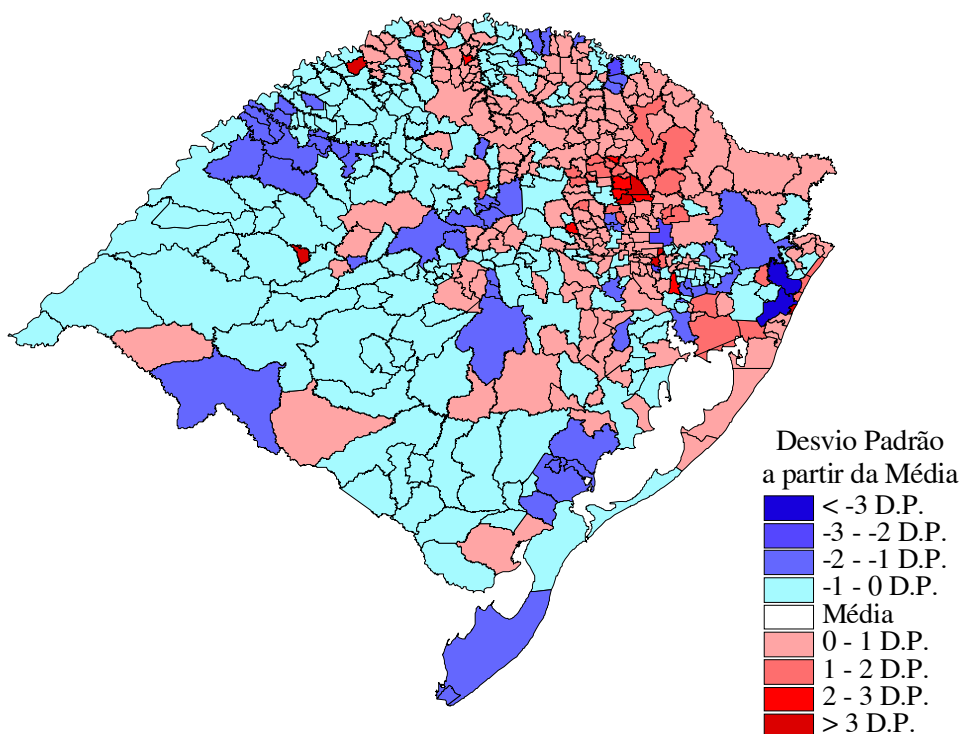 Desvio Padrão
a partir da Média
< -3 D.P.
-3 - -2 D.P.
-2 - -1 D.P.
-1 - 0 D.P.
Média
0 - 1 D.P.
1 - 2 D.P.
2 - 3 D.P.
> 3 D.P.